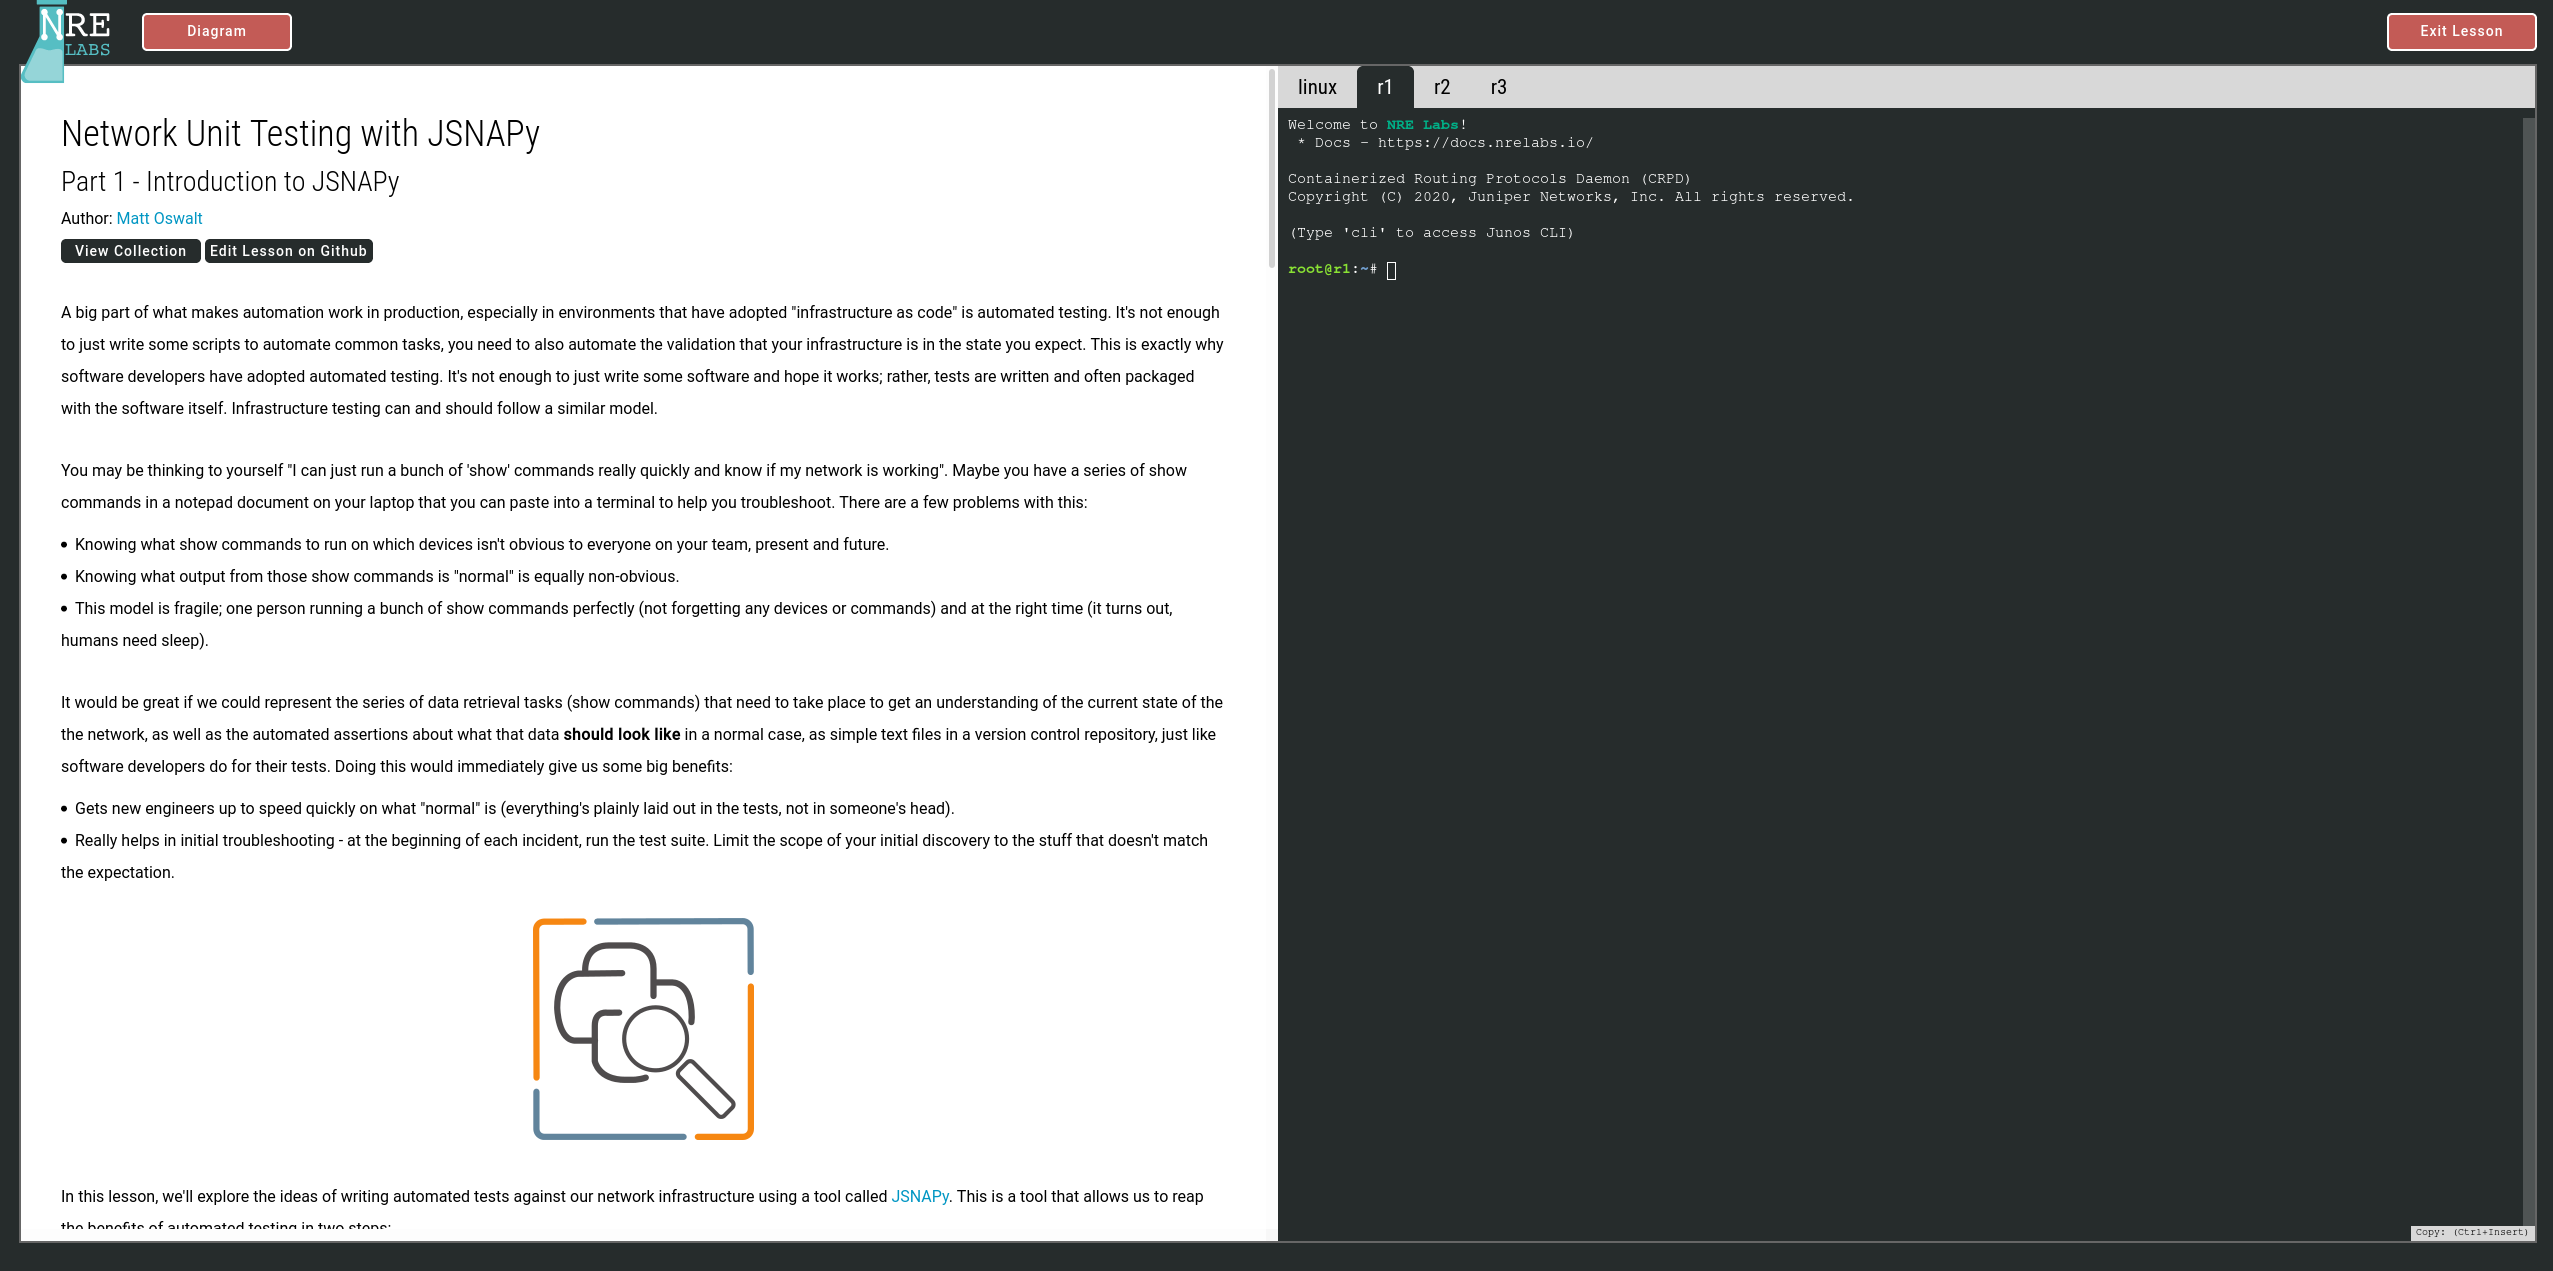 NRE
LABS
Diagram
Exit Lesson
Network Unit Testing with JSNAPy
Part 1 - Introduction to JSNAPy
Author: Matt Oswalt
View Collection
Edit Lesson on Github
A big part of what makes automation work in production, especially in environments that have adopted "infrastructure as code" is automated testing. It's not enough
to just write some scripts to automate common tasks, you need to also automate the validation that your infrastructure is in the state you expect. This is exactly why
software developers have adopted automated testing. It's not enough to just write some software and hope it works; rather, tests are written and often packaged
with the software itself. Infrastructure testing can and should follow a similar model.
You may be thinking to yourself "I can just run a bunch of 'show' commands really quickly and know if my network is working". Maybe you have a series of show
commands in a notepad document on your laptop that you can paste into a terminal to help you troubleshoot. There are a few problems with this:
• Knowing what show commands to run on which devices isn't obvious to everyone on your team, present and future.
• Knowing what output from those show commands is "normal" is equally non-obvious.
• This model is fragile; one person running a bunch of show commands perfectly (not forgetting any devices or commands) and at the right time (it turns out,
humans need sleep).
It would be great if we could represent the series of data retrieval tasks (show commands) that need to take place to get an understanding of the current state of the
the network, as well as the automated assertions about what that data should look like in a normal case, as simple text files in a version control repository, just like
software developers do for their tests. Doing this would immediately give us some big benefits:
• Gets new engineers up to speed quickly on what "normal" is (everything's plainly laid out in the tests, not in someone's head).
• Really helps in initial troubleshooting - at the beginning of each incident, run the test suite. Limit the scope of your initial discovery to the stuff that doesn't match
the expectation.
In this lesson, we'll explore the ideas of writing automated tests against our network infrastructure using a tool called JSNAPy. This is a tool that allows us to reap
the benefits of automated testing in two steps:
linux
r1
r2
r3
Welcome to NRE Labs!
* Docs - https://docs.nrelabs.io/
Containerized Routing Protocols Daemon (CRPD)
Copyright (C) 2020, Juniper Networks, Inc. All rights reserved.
(Type 'cli' to access Junos CLI)
root@r1:~#
Copy: (Ctrl+Insert)